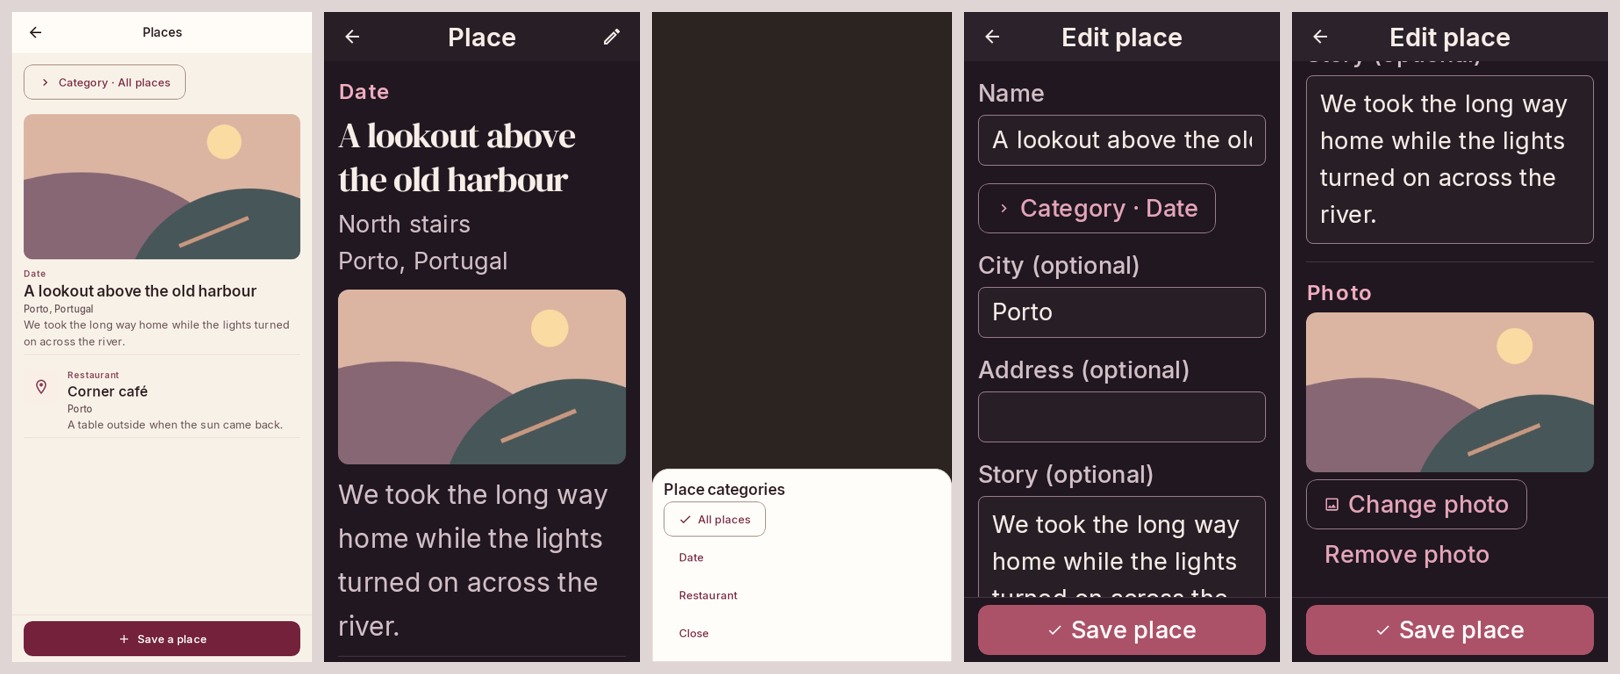 Places
Category · All places
Date
A lookout above the old harbour
Porto, Portugal
We took the long way home while the lights turned
on across the river.
Restaurant
Corner café
Porto
A table outside when the sun came back.
Save a place
Place
Date
A lookout above
the old harbour
North stairs
Porto, Portugal
We took the long way
home while the lights
turned on across the
river.
Place categories
All places
Date
Restaurant
Close
Edit place
Name
A lookout above the
Category · Date
City (optional)
Porto
Address (optional)
Story (optional)
We took the long way
home while the lights
turned on across the
Save place
Edit place
Story (optional)
We took the long way
home while the lights
turned on across the
river.
Photo
Change photo
Remove photo
Save place